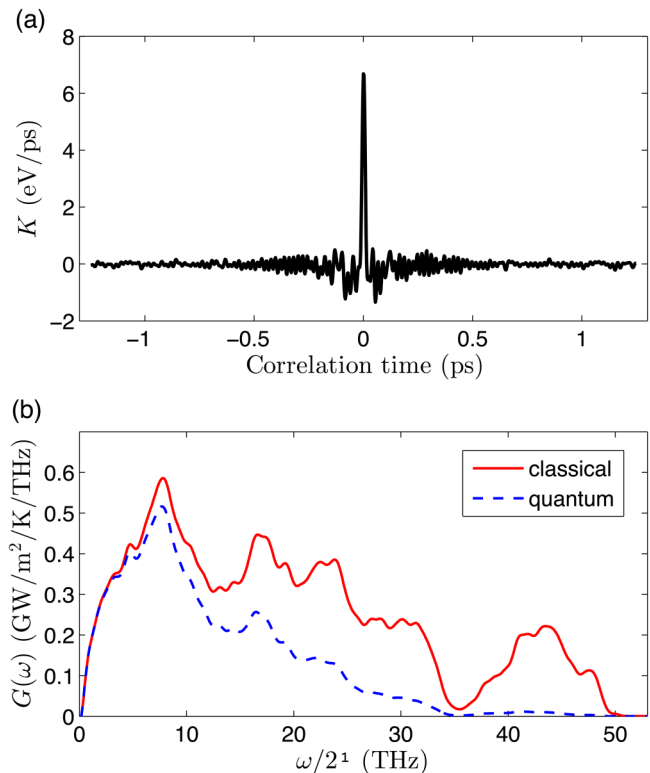 (a)
8
6
4
2
0
−2
K (eV/ps)
−1 −0.5 0 0.5 1
Correlation time (ps)
(b)
0.6
0.5
0.4
0.3
0.2
0.1
0
G(ω) (GW/m²/K/THz)
classical
quantum
0 10 20 30 40 50
ω/2¹ (THz)